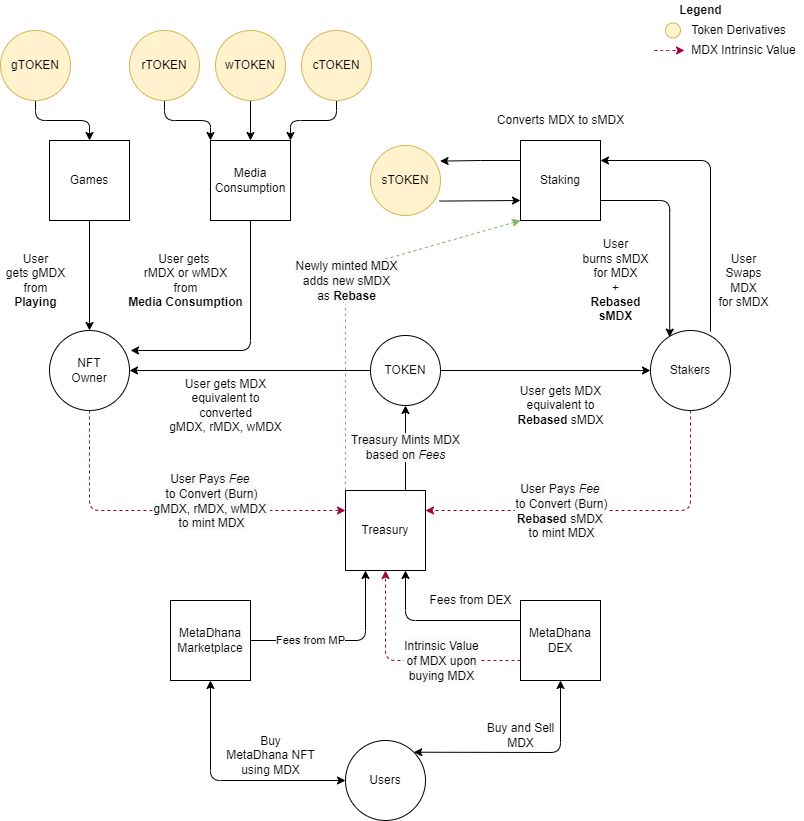 Legend
Token Derivatives
MDX Intrinsic Value
gTOKEN
rTOKEN
wTOKEN
cTOKEN
Converts MDX to sMDX
Games
Media
Consumption
sTOKEN
Staking
User
gets gMDX
from
Playing
User gets
rMDX or wMDX
from
Media Consumption
Newly minted MDX
adds new sMDX
as Rebase
User
burns sMDX
for MDX
+
Rebased
sMDX
User
Swaps
MDX
for sMDX
NFT
Owner
TOKEN
Stakers
User gets MDX
equivalent to
converted
gMDX, rMDX, wMDX
User gets MDX
equivalent to
Rebased sMDX
Treasury Mints MDX
based on Fees
User Pays Fee
to Convert (Burn)
gMDX, rMDX, wMDX
to mint MDX
User Pays Fee
to Convert (Burn)
Rebased sMDX
to mint MDX
Treasury
Fees from DEX
MetaDhana
Marketplace
Fees from MP
Intrinsic Value
of MDX upon
buying MDX
MetaDhana
DEX
Buy
MetaDhana NFT
using MDX
Buy and Sell
MDX
Users